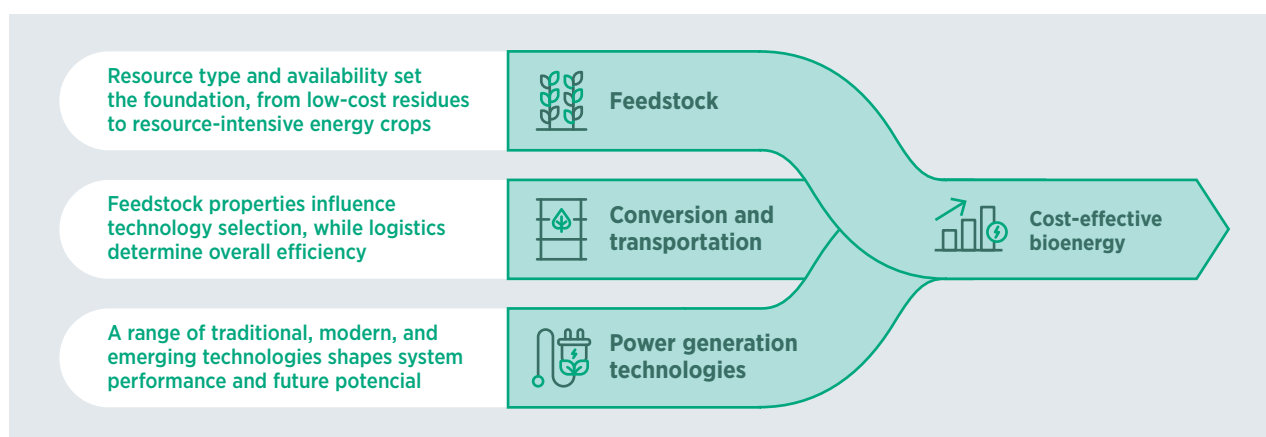 Resource type and availability set
the foundation, from low-cost residues
to resource-intensive energy crops
Feedstock
Feedstock properties influence
technology selection, while logistics
determine overall efficiency
Conversion and
transportation
A range of traditional, modern, and
emerging technologies shapes system
performance and future potencial
Power generation
technologies
Cost-effective
bioenergy